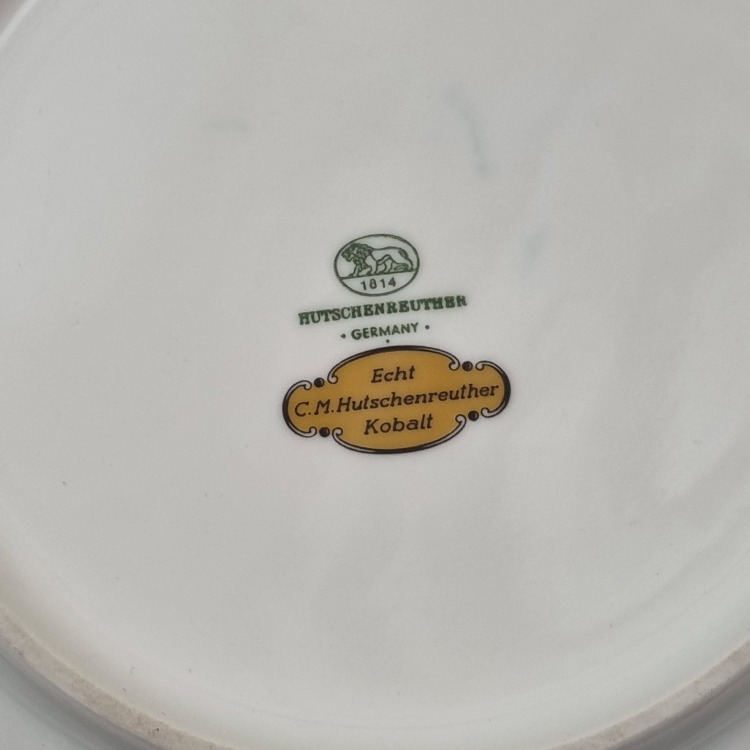 1814
HUTSCHENREUTHER
· GERMANY ·
Echt
C.M.Hutschenreuther
Kobalt